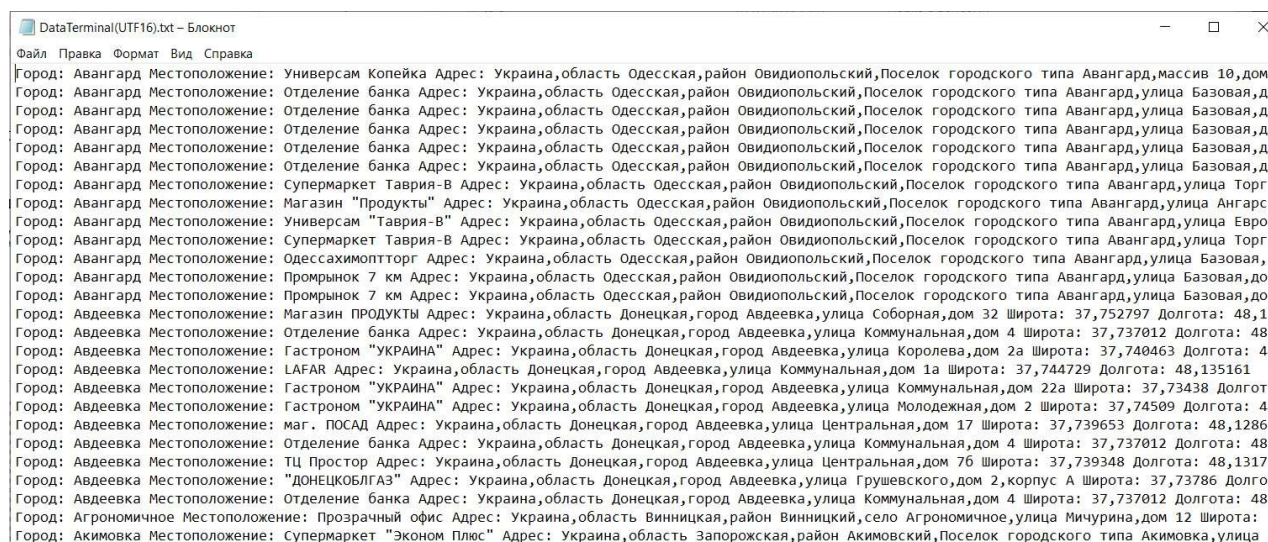 DataTerminal(UTF16).txt – Блокнот
Файл Правка Формат Вид Справка
Город: Авангард Местоположение: Универсам Копейка Адрес: Украина,область Одесская,район Овидиопольский,Поселок городского типа Авангард,массив 10,дом
Город: Авангард Местоположение: Отделение банка Адрес: Украина,область Одесская,район Овидиопольский,Поселок городского типа Авангард,улица Базовая,д
Город: Авангард Местоположение: Отделение банка Адрес: Украина,область Одесская,район Овидиопольский,Поселок городского типа Авангард,улица Базовая,д
Город: Авангард Местоположение: Отделение банка Адрес: Украина,область Одесская,район Овидиопольский,Поселок городского типа Авангард,улица Базовая,д
Город: Авангард Местоположение: Отделение банка Адрес: Украина,область Одесская,район Овидиопольский,Поселок городского типа Авангард,улица Базовая,д
Город: Авангард Местоположение: Отделение банка Адрес: Украина,область Одесская,район Овидиопольский,Поселок городского типа Авангард,улица Базовая,д
Город: Авангард Местоположение: Супермаркет Таврия-В Адрес: Украина,область Одесская,район Овидиопольский,Поселок городского типа Авангард,улица Торг
Город: Авангард Местоположение: Магазин "Продукты" Адрес: Украина,область Одесская,район Овидиопольский,Поселок городского типа Авангард,улица Ангарс
Город: Авангард Местоположение: Универсам "Таврия-В" Адрес: Украина,область Одесская,район Овидиопольский,Поселок городского типа Авангард,улица Евро
Город: Авангард Местоположение: Супермаркет Таврия-В Адрес: Украина,область Одесская,район Овидиопольский,Поселок городского типа Авангард,улица Торг
Город: Авангард Местоположение: Одессахимоптторг Адрес: Украина,область Одесская,район Овидиопольский,Поселок городского типа Авангард,улица Базовая,
Город: Авангард Местоположение: Промрынок 7 км Адрес: Украина,область Одесская,район Овидиопольский,Поселок городского типа Авангард,улица Базовая,до
Город: Авангард Местоположение: Промрынок 7 км Адрес: Украина,область Одесская,район Овидиопольский,Поселок городского типа Авангард,улица Базовая,до
Город: Авдеевка Местоположение: Магазин ПРОДУКТЫ Адрес: Украина,область Донецкая,город Авдеевка,улица Соборная,дом 32 Широта: 37,752797 Долгота: 48,1
Город: Авдеевка Местоположение: Отделение банка Адрес: Украина,область Донецкая,город Авдеевка,улица Коммунальная,дом 4 Широта: 37,737012 Долгота: 48
Город: Авдеевка Местоположение: Гастроном "УКРАИНА" Адрес: Украина,область Донецкая,город Авдеевка,улица Королева,дом 2а Широта: 37,740463 Долгота: 4
Город: Авдеевка Местоположение: LAFAR Адрес: Украина,область Донецкая,город Авдеевка,улица Коммунальная,дом 1а Широта: 37,744729 Долгота: 48,135161
Город: Авдеевка Местоположение: Гастроном "УКРАИНА" Адрес: Украина,область Донецкая,город Авдеевка,улица Коммунальная,дом 22а Широта: 37,73438 Долгот
Город: Авдеевка Местоположение: Гастроном "УКРАИНА" Адрес: Украина,область Донецкая,город Авдеевка,улица Молодежная,дом 2 Широта: 37,74509 Долгота: 4
Город: Авдеевка Местоположение: маг. ПОСАД Адрес: Украина,область Донецкая,город Авдеевка,улица Центральная,дом 17 Широта: 37,739653 Долгота: 48,1286
Город: Авдеевка Местоположение: Отделение банка Адрес: Украина,область Донецкая,город Авдеевка,улица Коммунальная,дом 4 Широта: 37,737012 Долгота: 48
Город: Авдеевка Местоположение: ТЦ Простор Адрес: Украина,область Донецкая,город Авдеевка,улица Центральная,дом 7б Широта: 37,739348 Долгота: 48,1317
Город: Авдеевка Местоположение: "ДОНЕЦКОБЛГАЗ" Адрес: Украина,область Донецкая,город Авдеевка,улица Грушевского,дом 2,корпус А Широта: 37,73786 Долго
Город: Авдеевка Местоположение: Отделение банка Адрес: Украина,область Донецкая,город Авдеевка,улица Коммунальная,дом 4 Широта: 37,737012 Долгота: 48
Город: Агрономичное Местоположение: Прозрачный офис Адрес: Украина,область Винницкая,район Винницкий,село Агрономичное,улица Мичурина,дом 12 Широта:
Город: Акимовка Местоположение: Супермаркет "Эконом Плюс" Адрес: Украина,область Запорожская,район Акимовский,Поселок городского типа Акимовка,улица